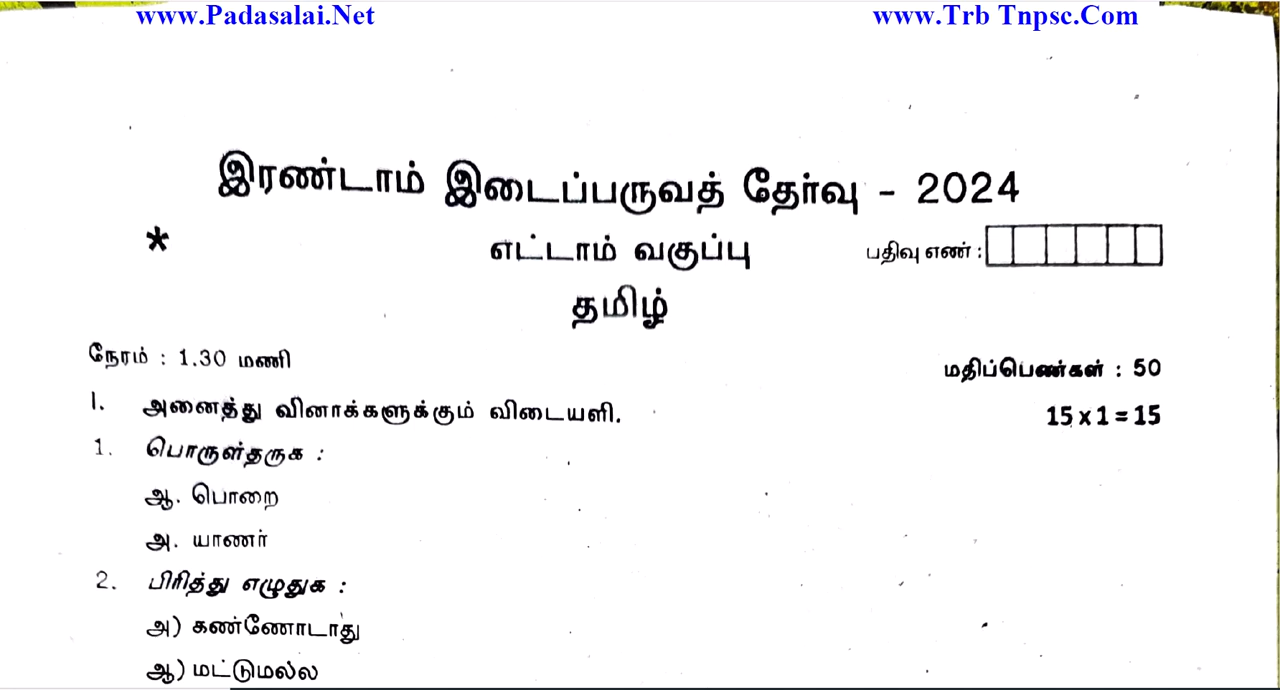 www.Padasalai.Net
www.Trb Tnpsc.Com
இரண்டாம் இடைப்பருவத் தேர்வு - 2024
*
எட்டாம் வகுப்பு
பதிவு எண் :
தமிழ்
நேரம் : 1.30 மணி
மதிப்பெண்கள் : 50
I. அனைத்து வினாக்களுக்கும் விடையளி.
15 x 1 = 15
1. பொருள்தருக :
ஆ. பொறை
அ. யாணர்
2. பிரித்து எழுதுக :
அ) கண்ணோடாது
ஆ) மட்டுமல்ல